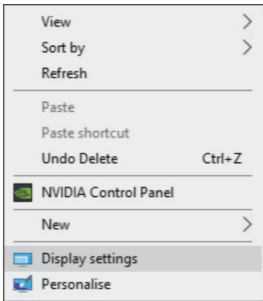 View
Sort by
Refresh
Paste
Paste shortcut
Undo Delete Ctrl+Z
NVIDIA Control Panel
New
Display settings
Personalise